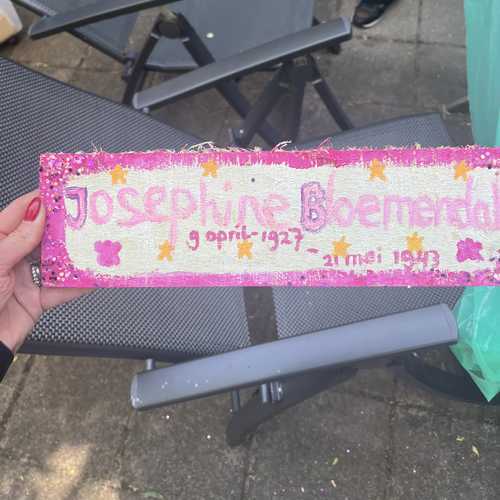 Josephine Bloemendal
9 april-1927
- 21 mei 1943